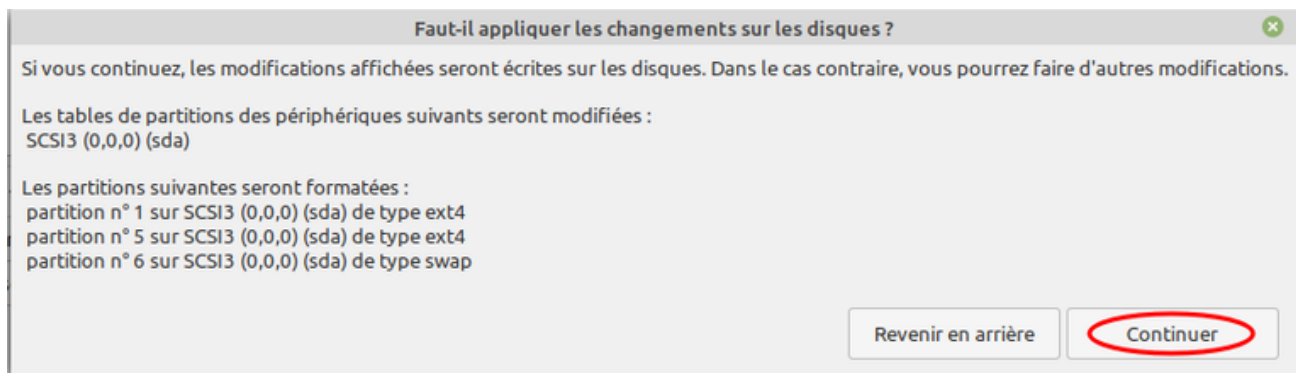 Faut-il appliquer les changements sur les disques ?
Si vous continuez, les modifications affichées seront écrites sur les disques. Dans le cas contraire, vous pourrez faire d'autres modifications.
Les tables de partitions des périphériques suivants seront modifiées :
SCSI3 (0,0,0) (sda)
Les partitions suivantes seront formatées :
partition n° 1 sur SCSI3 (0,0,0) (sda) de type ext4
partition n° 5 sur SCSI3 (0,0,0) (sda) de type ext4
partition n° 6 sur SCSI3 (0,0,0) (sda) de type swap
Revenir en arrière Continuer